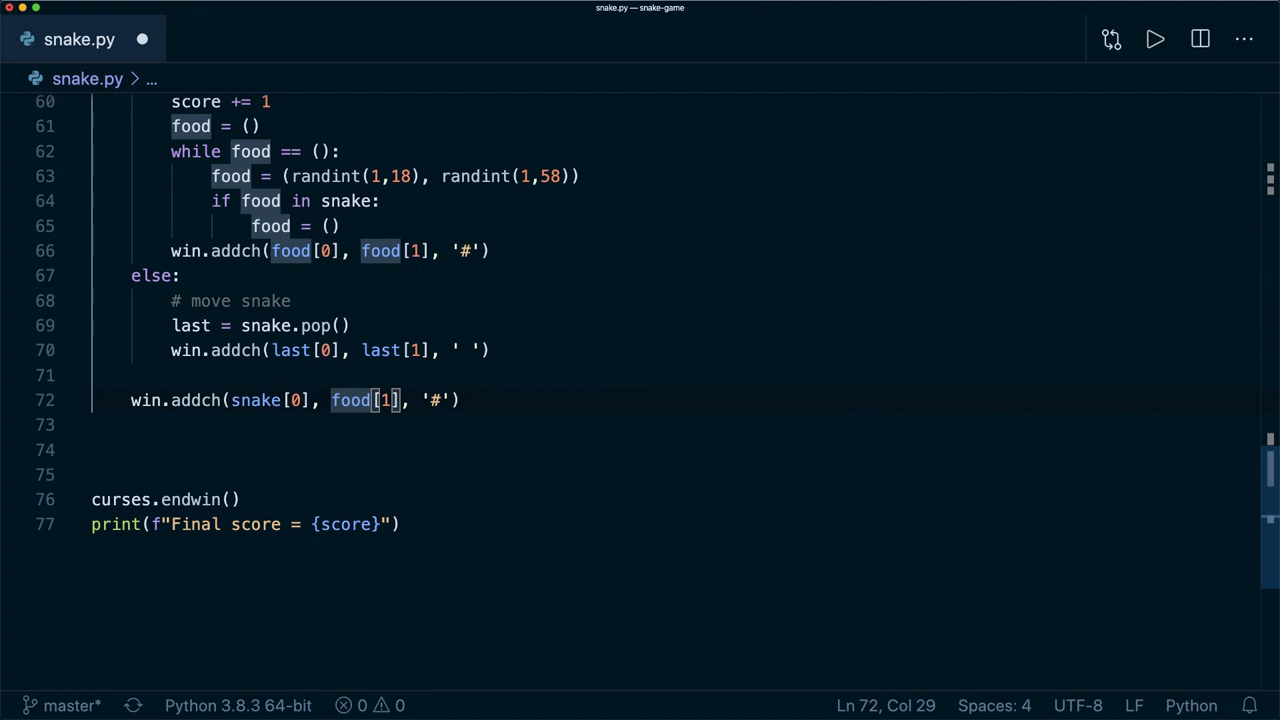 snake.py — snake-game
snake.py
snake.py > ...
60 score += 1
61 food = ()
62 while food == ():
63 food = (randint(1,18), randint(1,58))
64 if food in snake:
65 food = ()
66 win.addch(food[0], food[1], '#')
67 else:
68 # move snake
69 last = snake.pop()
70 win.addch(last[0], last[1], ' ')
71
72 win.addch(snake[0], food[1], '#')
73
74
75
76 curses.endwin()
77 print(f"Final score = {score}")
master* Python 3.8.3 64-bit 0 0 Ln 72, Col 29 Spaces: 4 UTF-8 LF Python